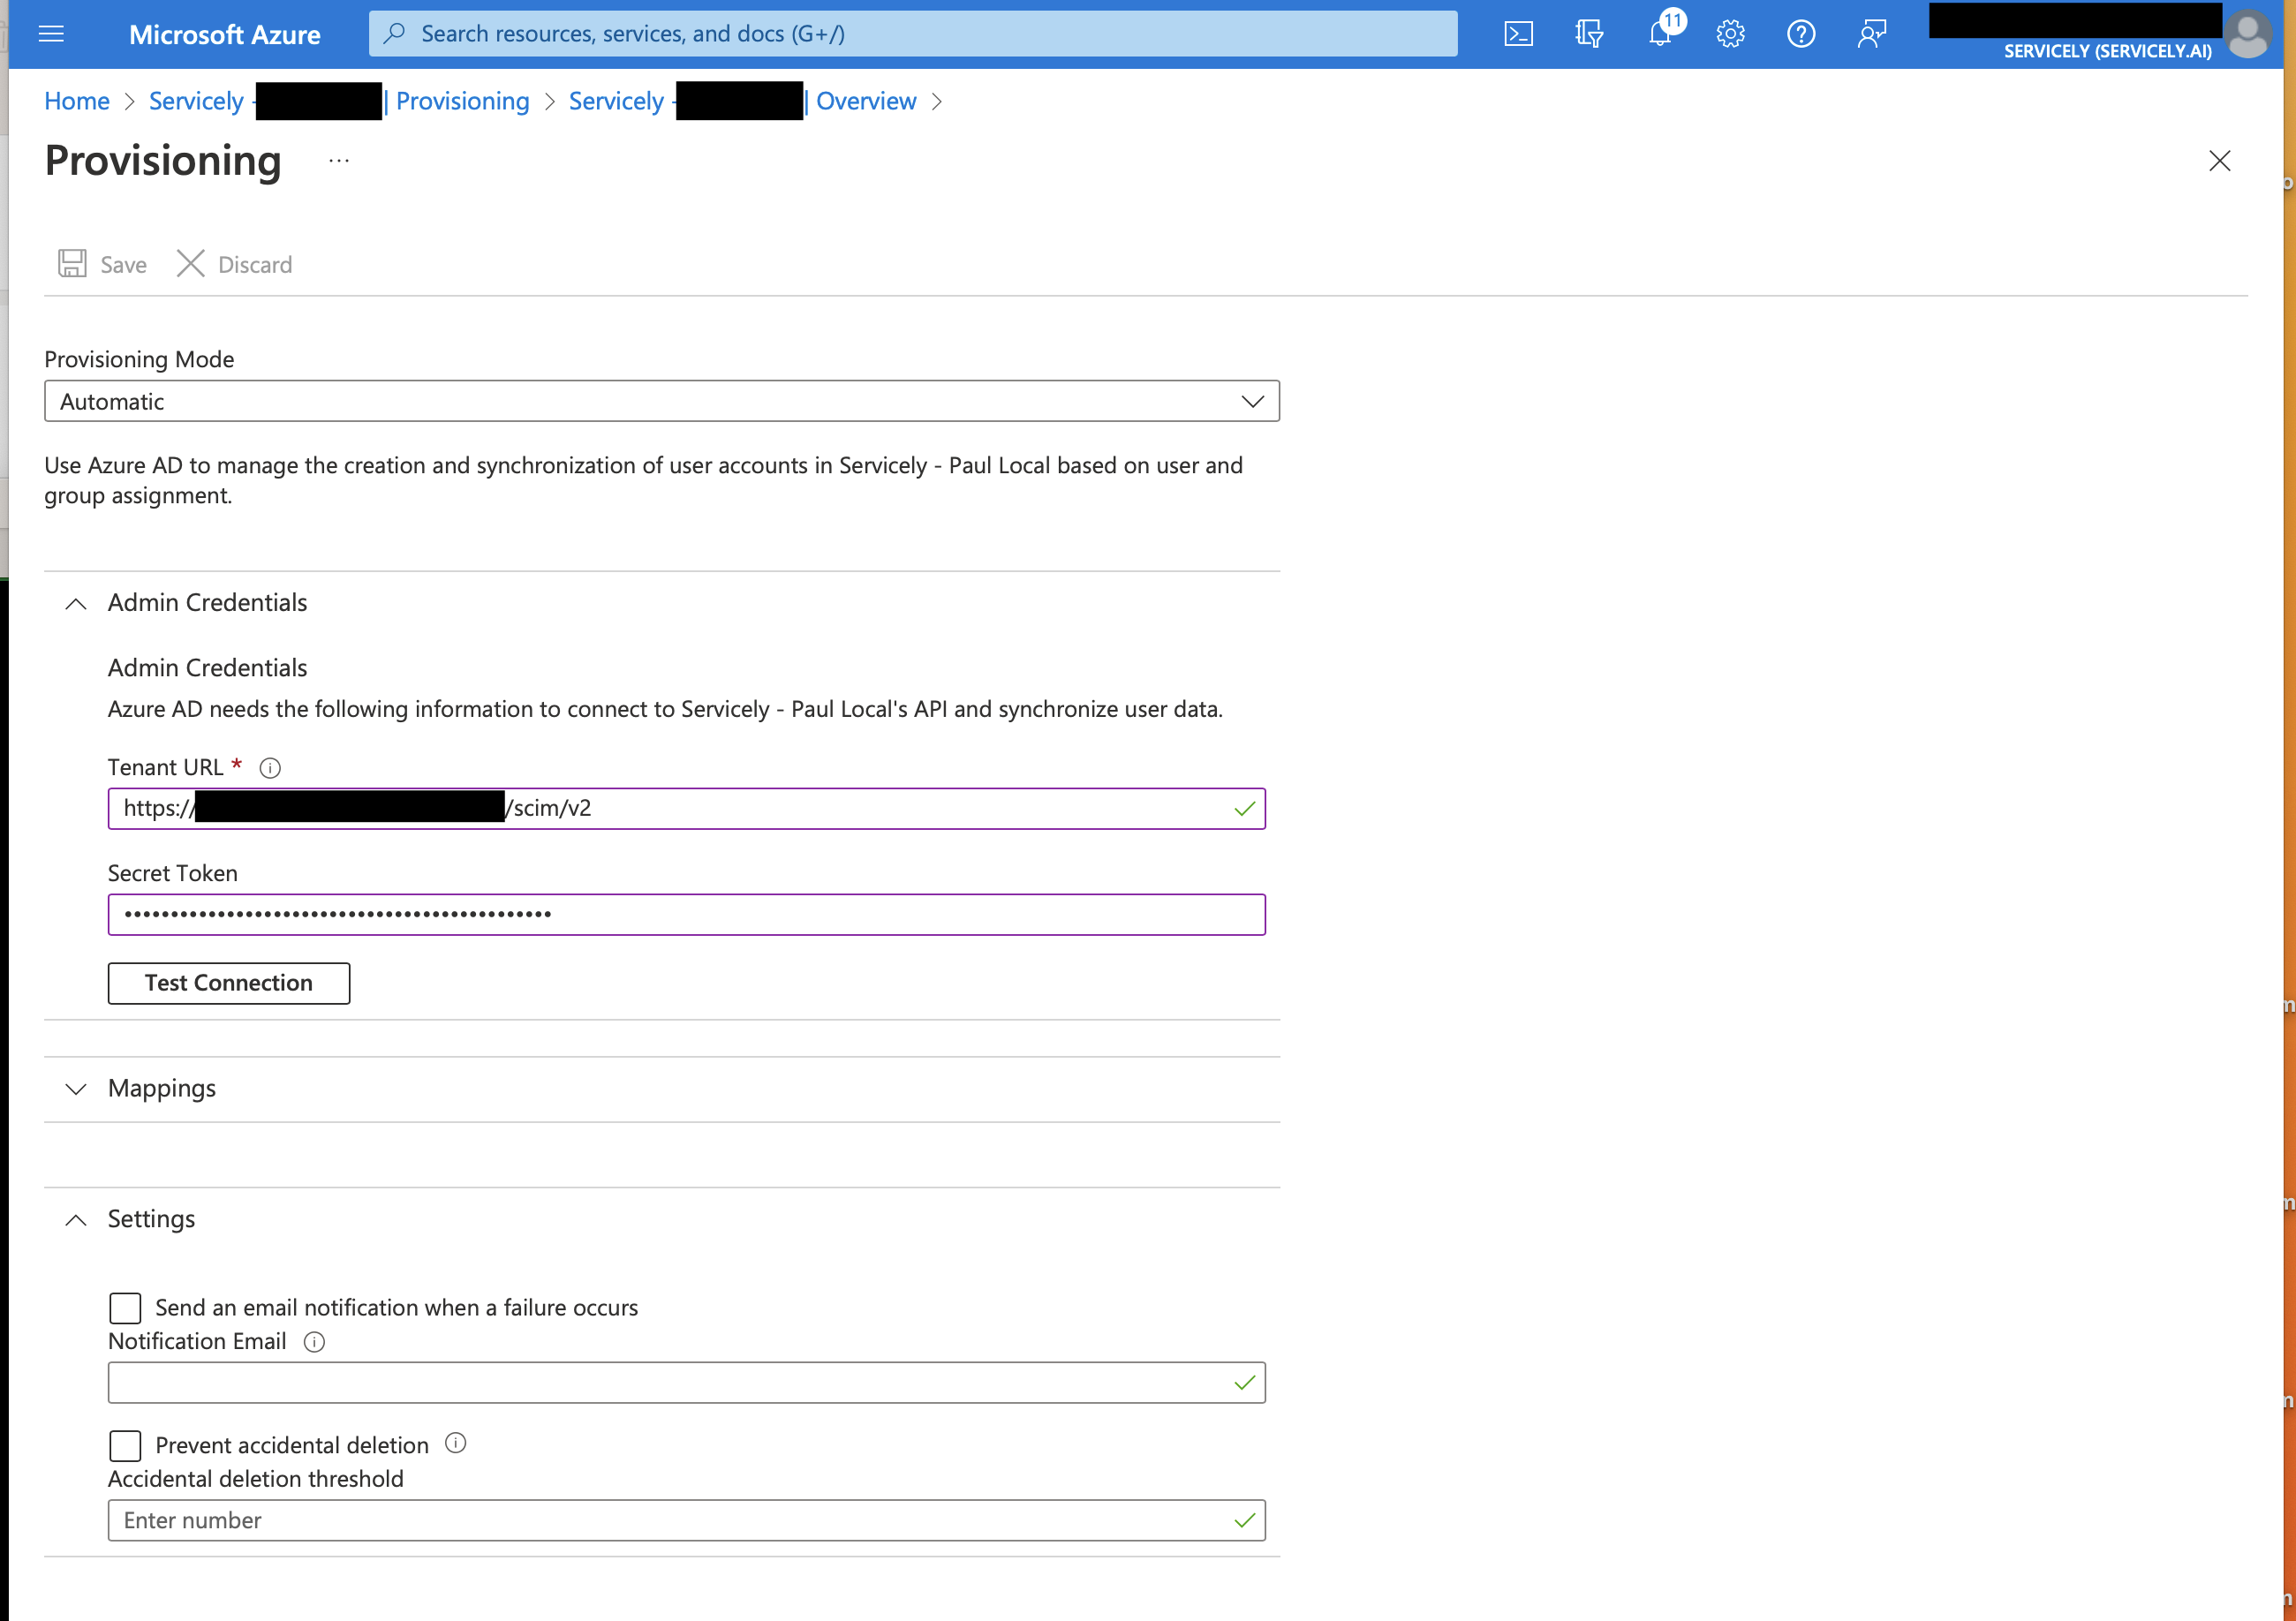 Microsoft Azure
Search resources, services, and docs (G+/)
11
SERVICELY (SERVICELY.AI)
Home > Servicely - | Provisioning > Servicely - | Overview >
Provisioning ...
Save Discard
Provisioning Mode
Automatic
Use Azure AD to manage the creation and synchronization of user accounts in Servicely - Paul Local based on user and
group assignment.
Admin Credentials
Admin Credentials
Azure AD needs the following information to connect to Servicely - Paul Local's API and synchronize user data.
Tenant URL *
https:// /scim/v2
Secret Token
••••••••••••••••••••••••••••••••••••••••••••••
Test Connection
Mappings
Settings
Send an email notification when a failure occurs
Notification Email
Prevent accidental deletion
Accidental deletion threshold
Enter number